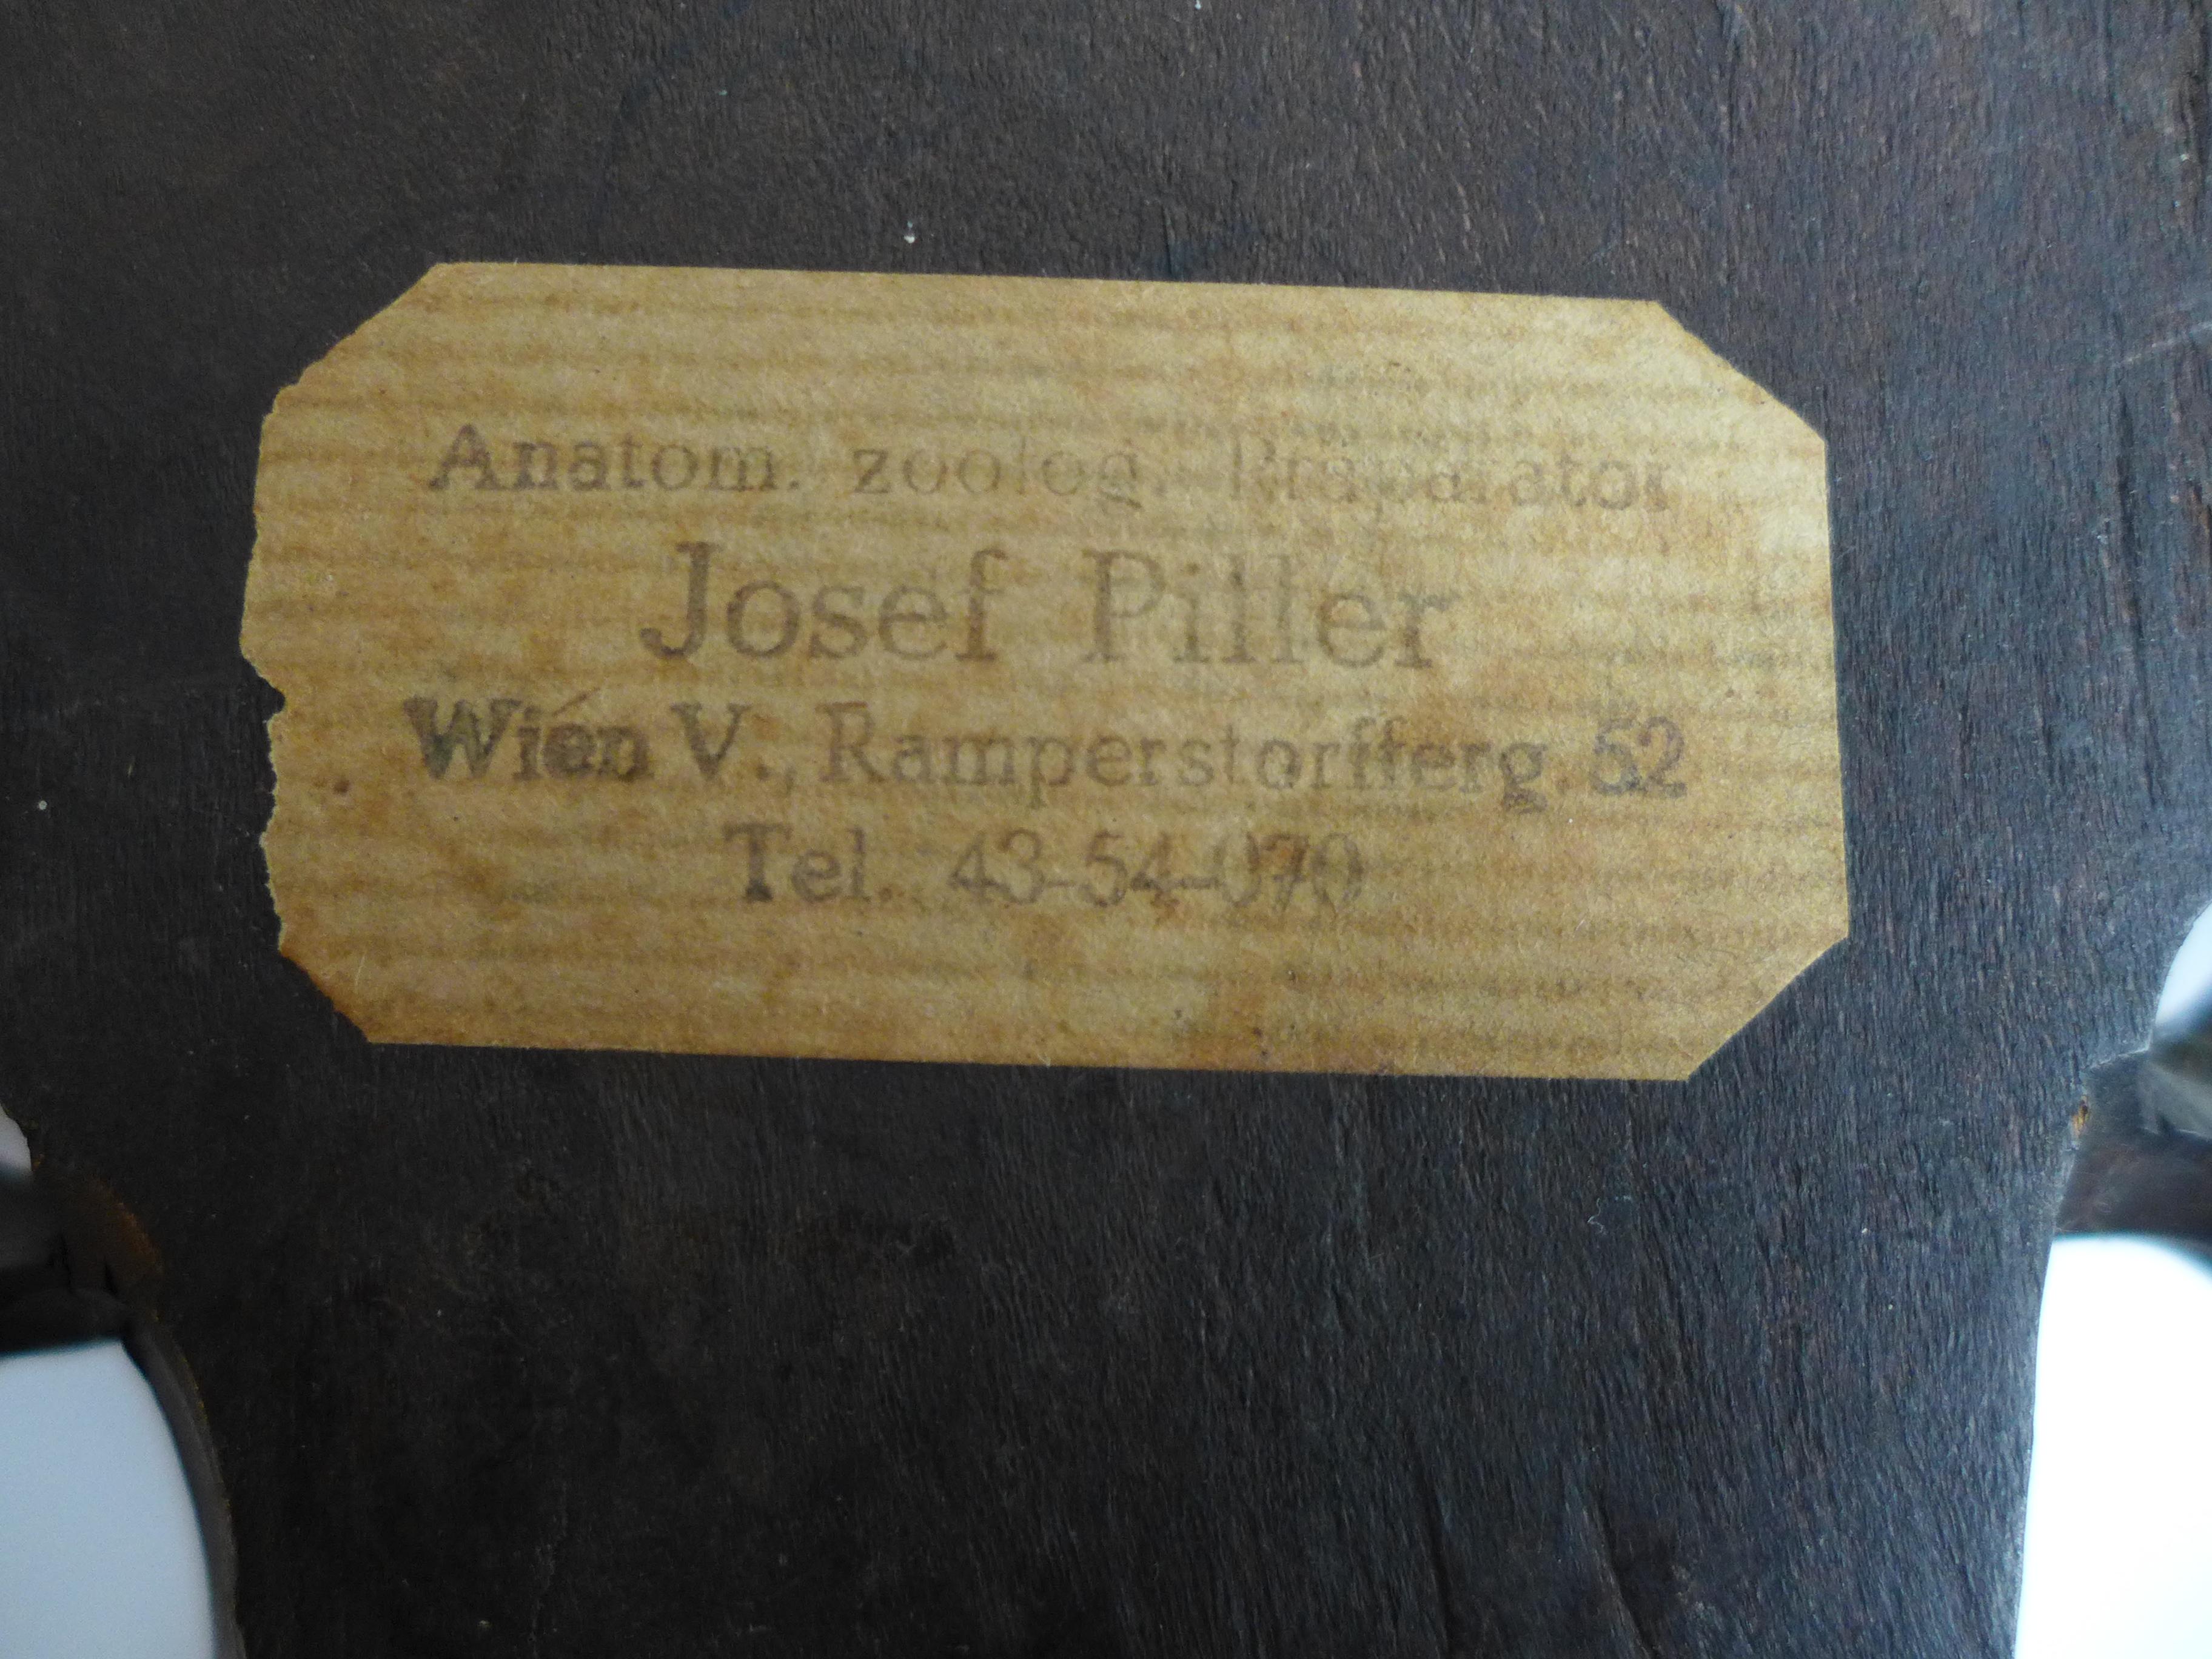 Anatom. zoolog. Präparator
Josef Piller
Wien V., Ramperstorfferg. 52
Tel. 43-54-070